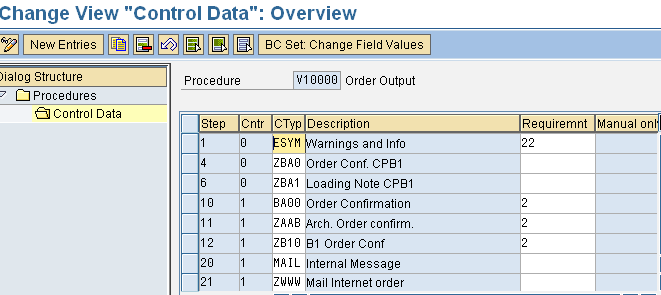 Change View "Control Data": Overview
New Entries BC Set: Change Field Values
Dialog Structure
Procedures
Control Data
Procedure V10000 Order Output
Step Cntr CTyp Description Requiremnt Manual only
1 0 ESYM Warnings and Info 22
4 0 ZBA0 Order Conf. CPB1
6 0 ZBA1 Loading Note CPB1
10 1 BA00 Order Confirmation 2
11 1 ZAAB Arch. Order confirm. 2
12 1 ZB10 B1 Order Conf 2
20 1 MAIL Internal Message
21 1 ZWWW Mail Internet order